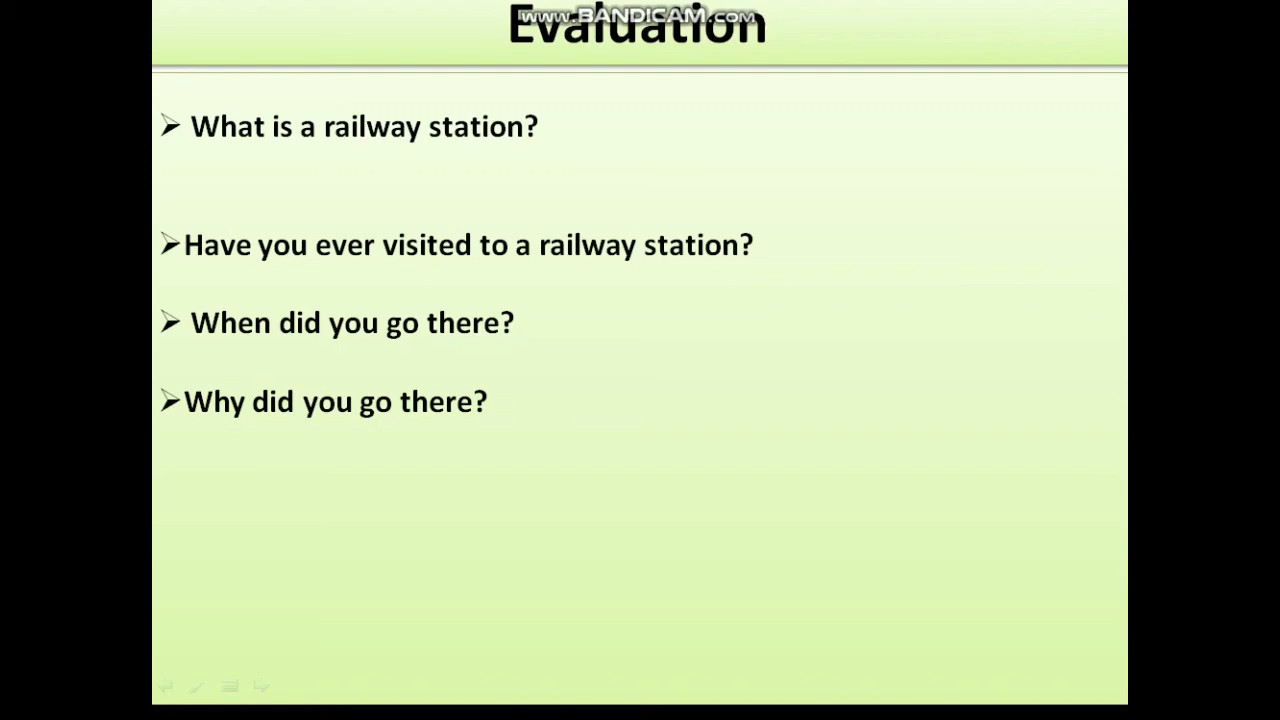 www.BANDICAM.com
Evaluation
➢ What is a railway station?
➢Have you ever visited to a railway station?
➢ When did you go there?
➢Why did you go there?